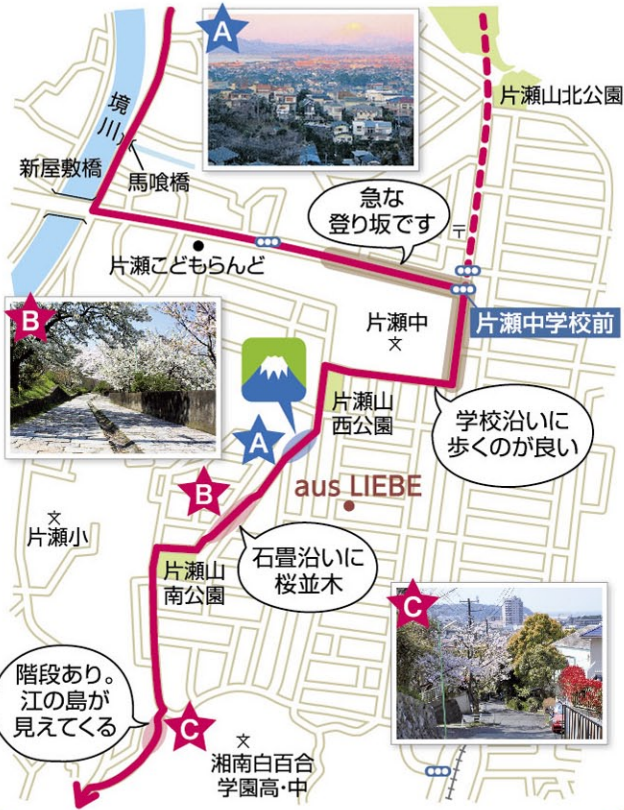 A
片瀬山北公園
境川
新屋敷橋
馬喰橋
急な
登り坂です
〒
片瀬こどもらんど
B
片瀬中
文
片瀬中学校前
片瀬山
西公園
学校沿いに
歩くのが良い
A
B
aus LIEBE
文
片瀬小
石畳沿いに
桜並木
片瀬山
南公園
C
階段あり。
江の島が
見えてくる
C
文
湘南白百合
学園高・中